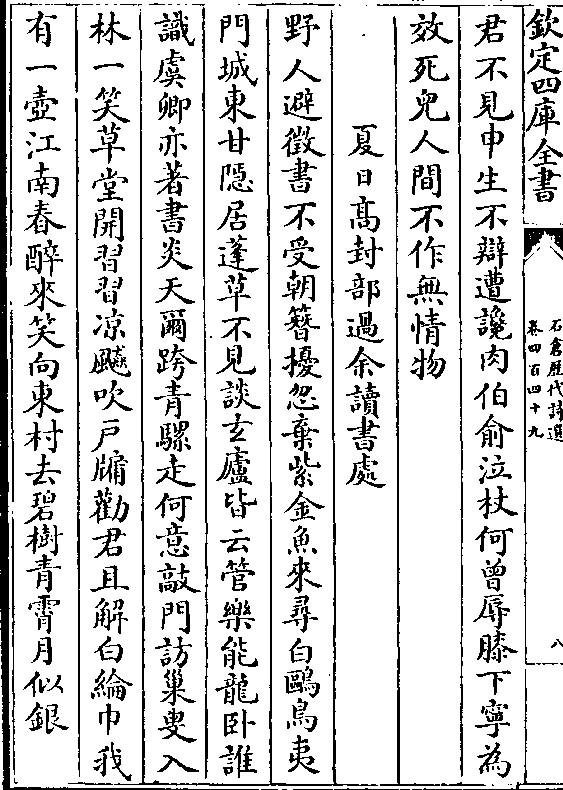 欽定四庫全書
石倉歷代詩選
卷四百四十九
八
君不見申生不辯遭讒肉伯俞泣杖何曾辱膝下寧為
效死兒人間不作無情物
夏日髙封部過余讀書處
野人避徵書不受朝簪擾忽棄紫金魚來尋白鷗鳥夷
門城東甘隠居蓬草不見談玄廬皆云管樂能龍卧誰
識虞卿亦著書炎天爾跨青騾走何意敲門訪巢叟入
林一笑草堂開習習凉飇吹戸牖勸君且解白綸巾我
有一壺江南春醉來笑向東村去碧樹青霄月似銀